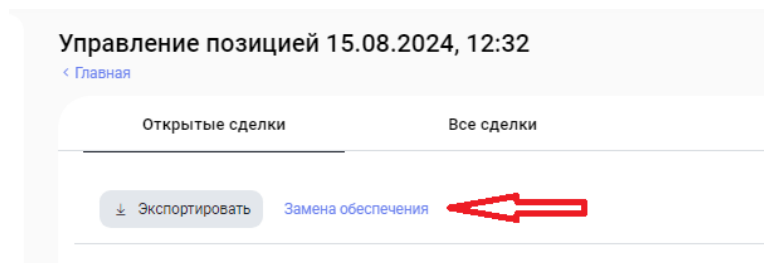 Управление позицией 15.08.2024, 12:32
< Главная
Открытые сделки Все сделки
Экспортировать Замена обеспечения